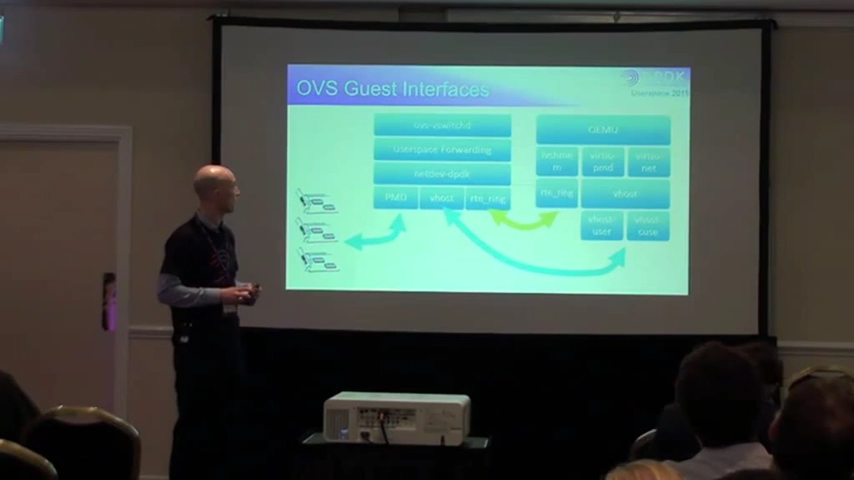 OVS Guest Interfaces
DPDK
Userspace 2015
ovs-vswitchd
Userspace Forwarding
netdev-dpdk
PMD
vhost
rte_ring
QEMU
ivshme
m
virtio-
pmd
virtio-
net
rte_ring
vhost
vhost-
user
vhost-
cuse